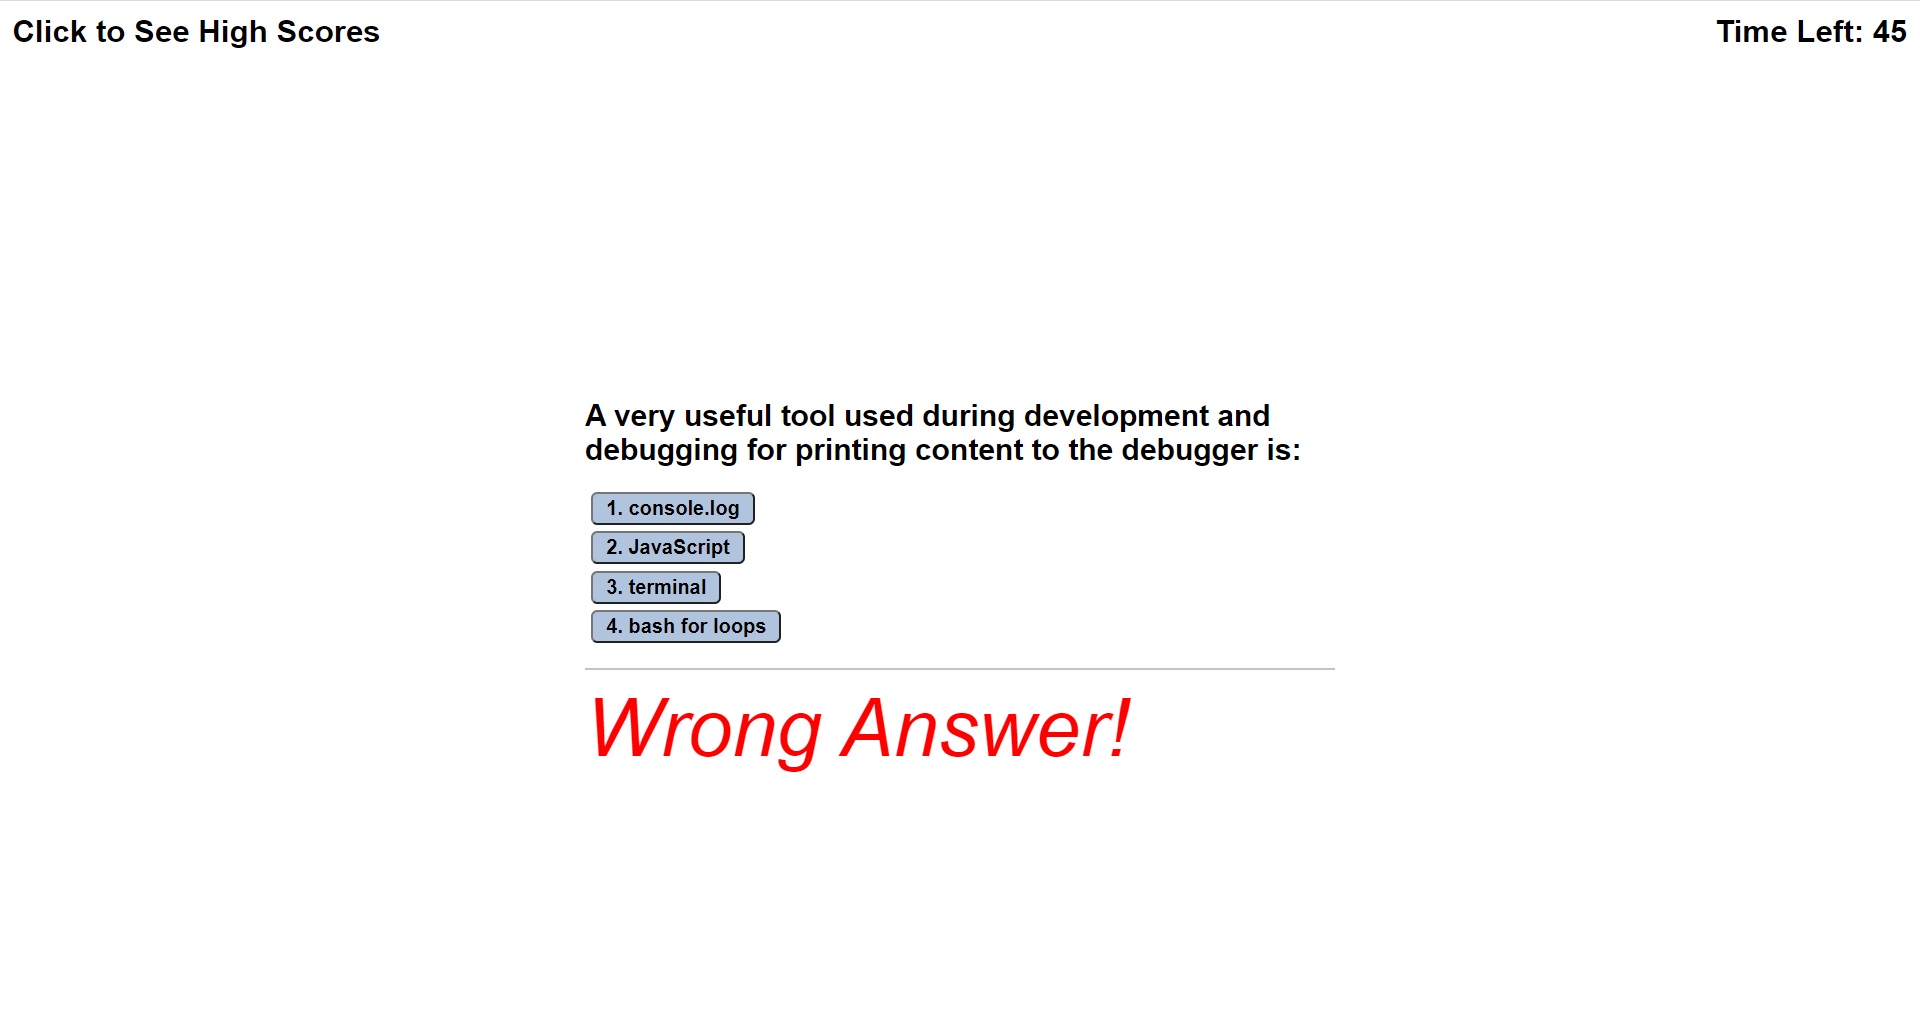 Click to See High Scores
Time Left: 45
A very useful tool used during development and
debugging for printing content to the debugger is:
1. console.log
2. JavaScript
3. terminal
4. bash for loops
Wrong Answer!